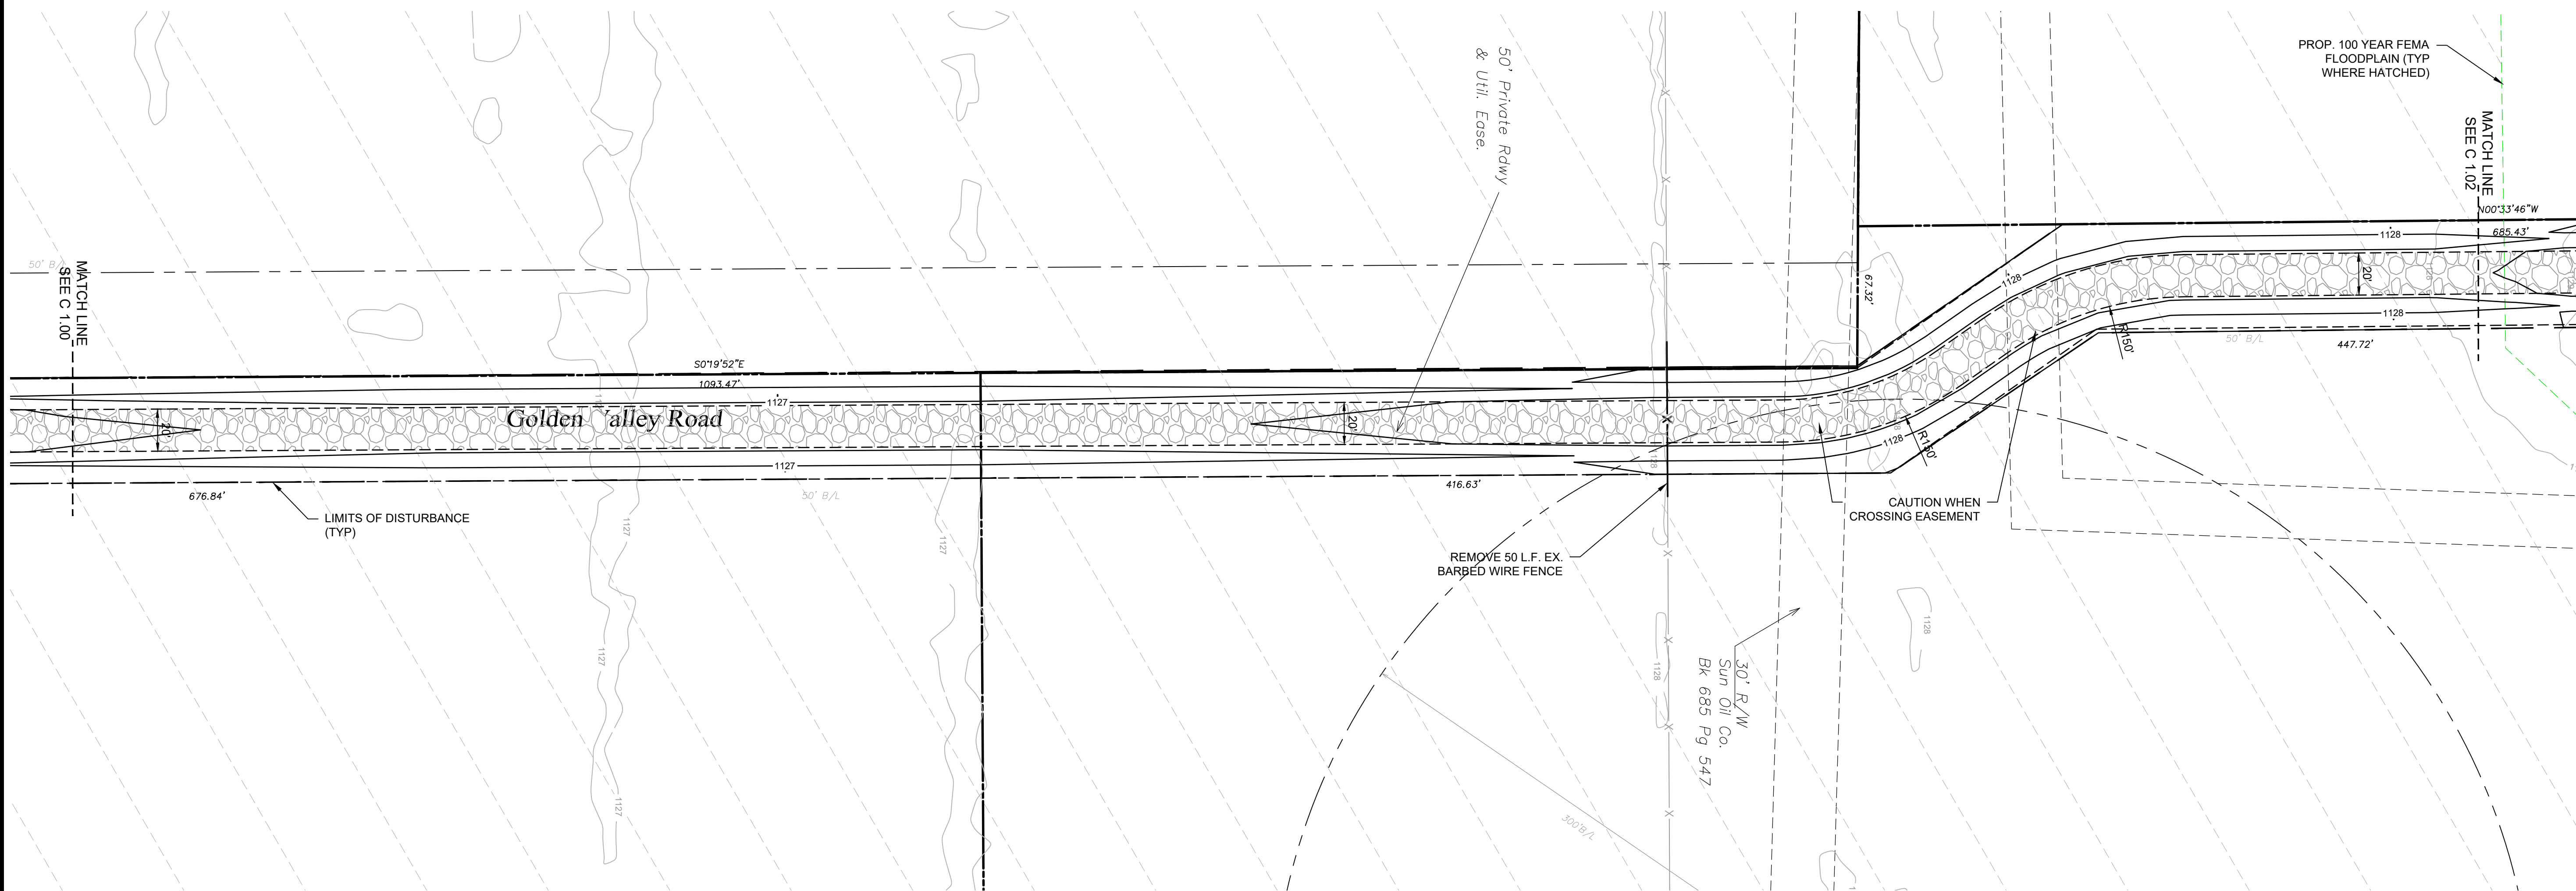 PROP. 100 YEAR FEMA
FLOODPLAIN (TYP
WHERE HATCHED)
50' Private Rdwy
& Util. Ease.
MATCH LINE
SEE C 1.02
N00°33'46"W
685.43'
1128
20'
1128
1128
447.72'
50' B/L
R150'
1128
67.32'
50' B/L
MATCH LINE
SEE C 1.00
S0°19'52"E
1093.47'
1127
Golden Valley Road
20'
20'
1127
1128
R150'
1128
1128
676.84'
LIMITS OF DISTURBANCE
(TYP)
50' B/L
416.63'
CAUTION WHEN
CROSSING EASEMENT
REMOVE 50 L.F. EX.
BARBED WIRE FENCE
1127
1127
1127
1127
1128
1128
30' R/W
Sun Oil Co.
Bk 685 Pg 547
300'B/L